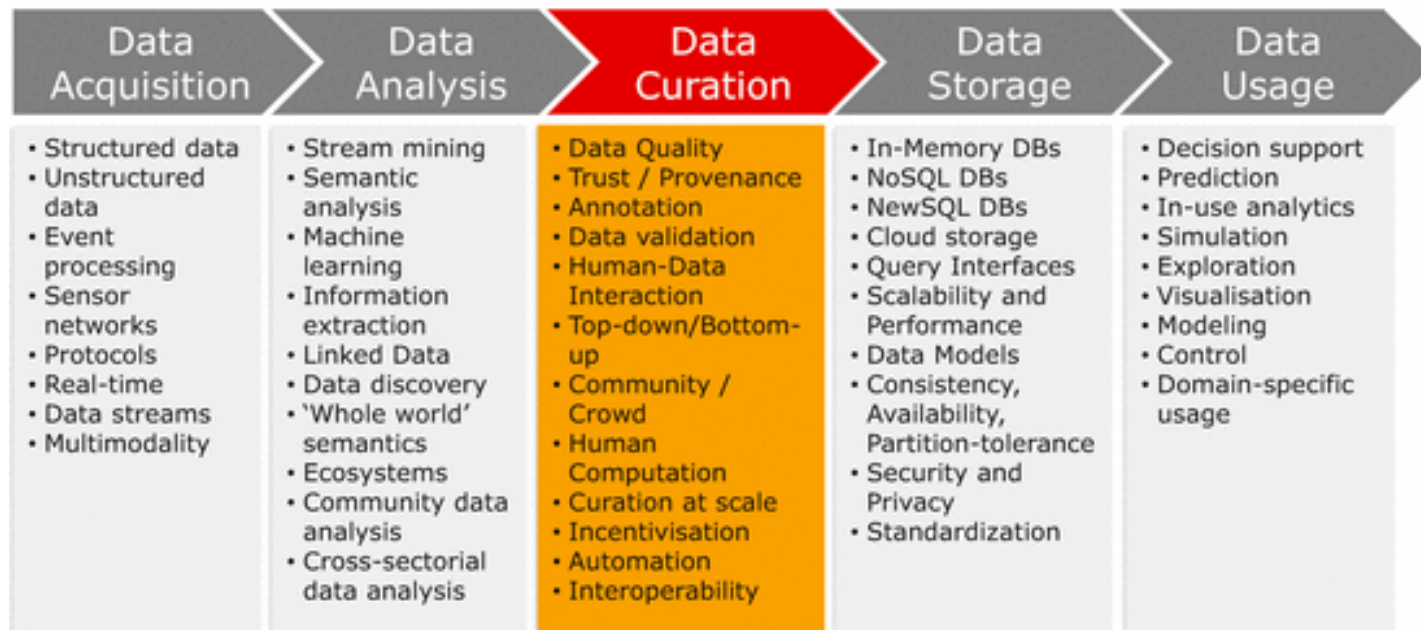 Data
Acquisition
Data
Analysis
Data
Curation
Data
Storage
Data
Usage
• Structured data
• Unstructured
data
• Event
processing
• Sensor
networks
• Protocols
• Real-time
• Data streams
• Multimodality
• Stream mining
• Semantic
analysis
• Machine
learning
• Information
extraction
• Linked Data
• Data discovery
• ‘Whole world’
semantics
• Ecosystems
• Community data
analysis
• Cross-sectorial
data analysis
• Data Quality
• Trust / Provenance
• Annotation
• Data validation
• Human-Data
Interaction
• Top-down/Bottom-
up
• Community /
Crowd
• Human
Computation
• Curation at scale
• Incentivisation
• Automation
• Interoperability
• In-Memory DBs
• NoSQL DBs
• NewSQL DBs
• Cloud storage
• Query Interfaces
• Scalability and
Performance
• Data Models
• Consistency,
Availability,
Partition-tolerance
• Security and
Privacy
• Standardization
• Decision support
• Prediction
• In-use analytics
• Simulation
• Exploration
• Visualisation
• Modeling
• Control
• Domain-specific
usage